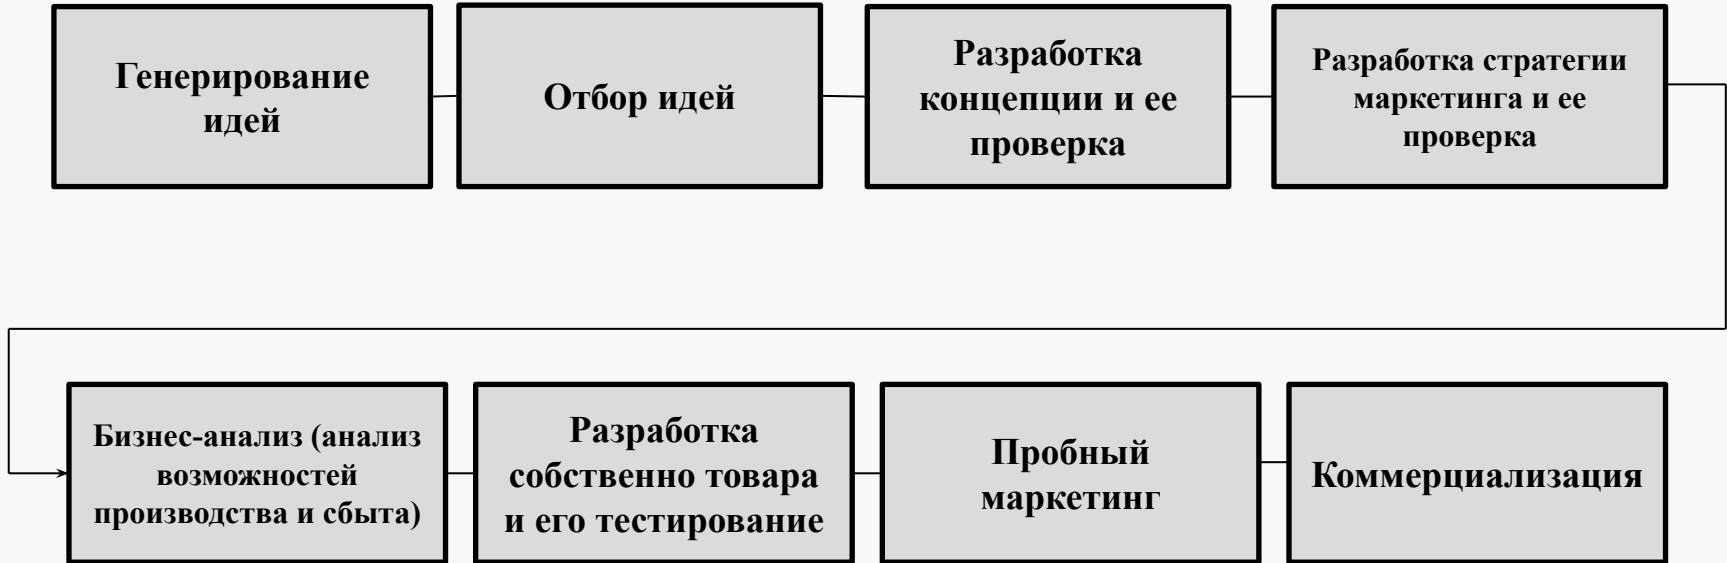 Генерирование
идей
Отбор идей
Разработка
концепции и ее
проверка
Разработка стратегии
маркетинга и ее
проверка
Бизнес-анализ (анализ
возможностей
производства и сбыта)
Разработка
собственно товара
и его тестирование
Пробный
маркетинг
Коммерциализация